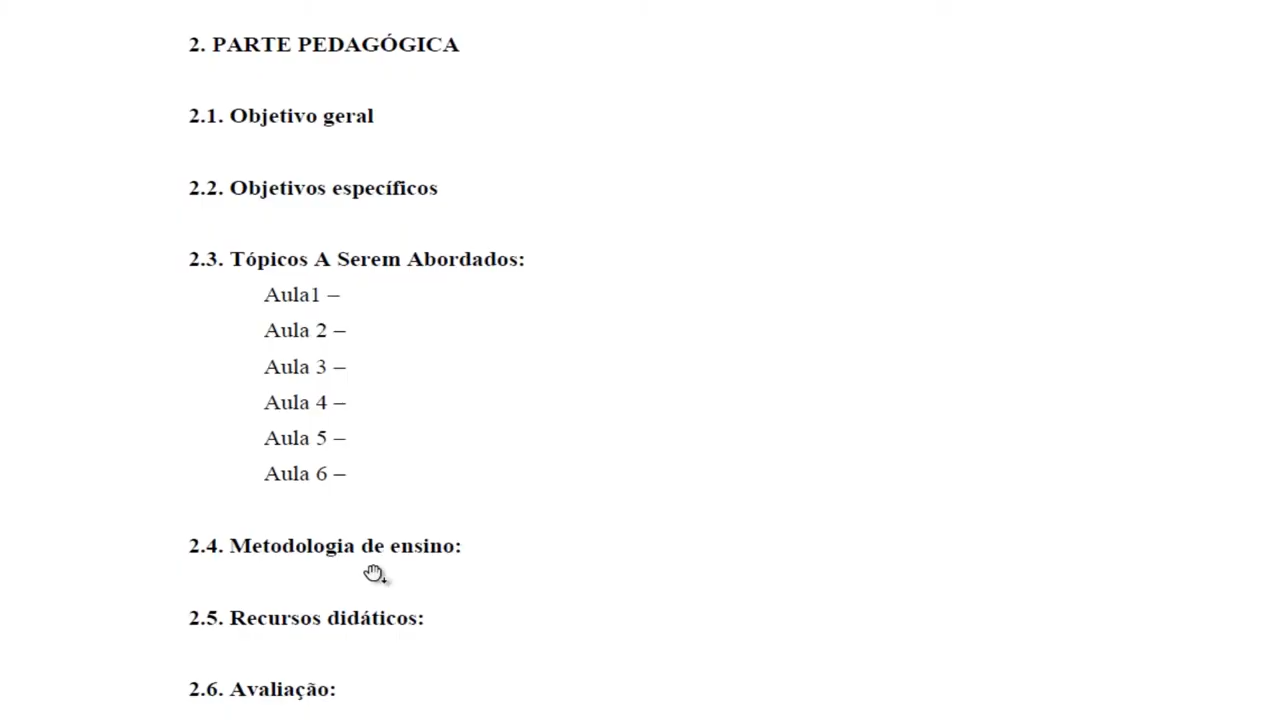 2. PARTE PEDAGÓGICA
2.1. Objetivo geral
2.2. Objetivos específicos
2.3. Tópicos A Serem Abordados:
Aula1 –
Aula 2 –
Aula 3 –
Aula 4 –
Aula 5 –
Aula 6 –
2.4. Metodologia de ensino:
2.5. Recursos didáticos:
2.6. Avaliação: